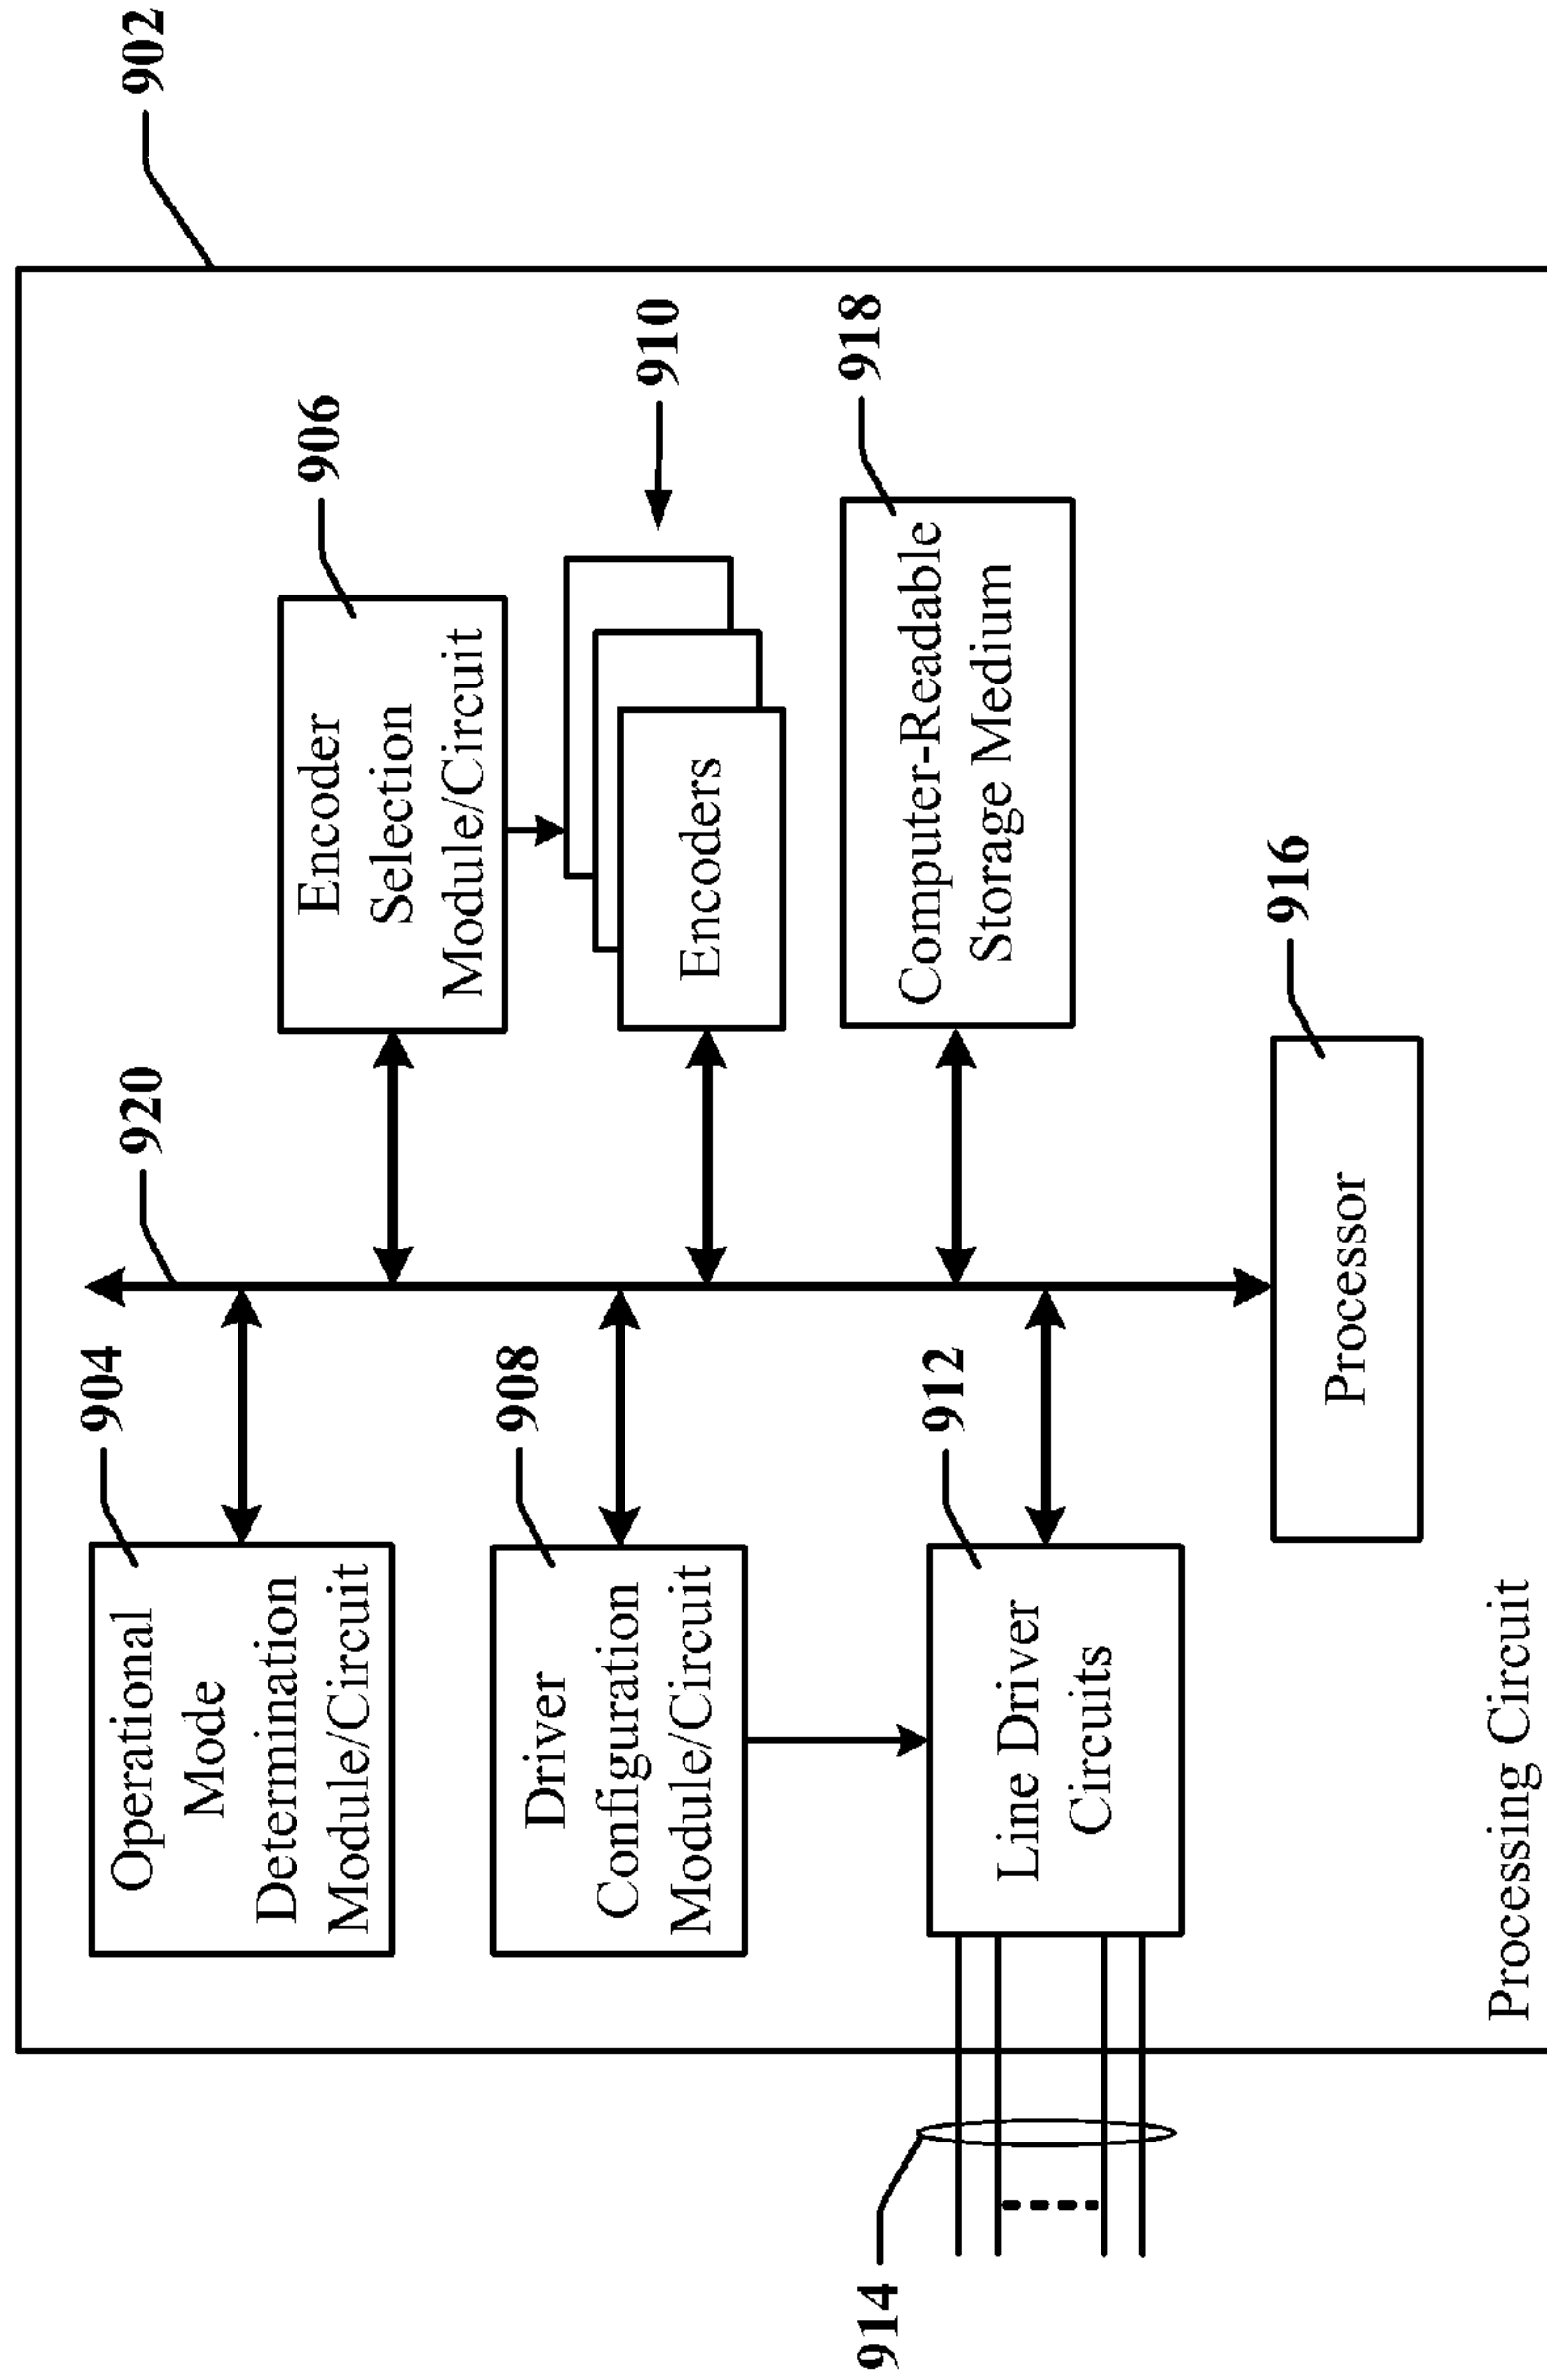 902
920
904
Operational
Mode
Determination
Module/Circuit
906
Encoder
Selection
Module/Circuit
908
Driver
Configuration
Module/Circuit
910
Encoders
912
Line Driver
Circuits
914
918
Computer-Readable
Storage Medium
916
Processor
Processing Circuit